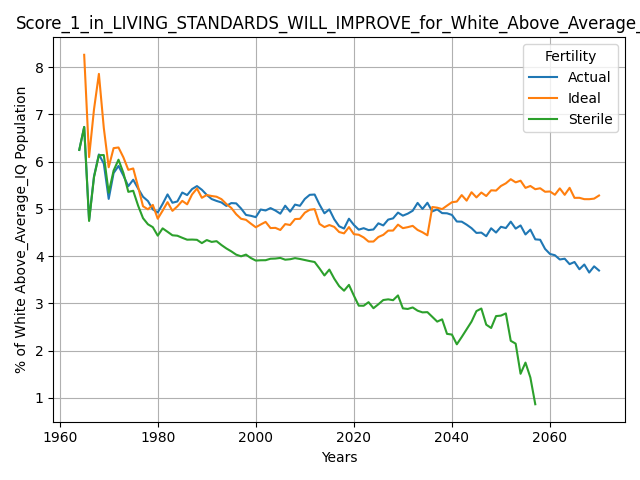 Score_1_in_LIVING_STANDARDS_WILL_IMPROVE_for_White_Above_Average_
Fertility
Actual
Ideal
Sterile
% of White Above_Average_IQ Population
8
7
6
5
4
3
2
1
1960 1980 2000 2020 2040 2060
Years